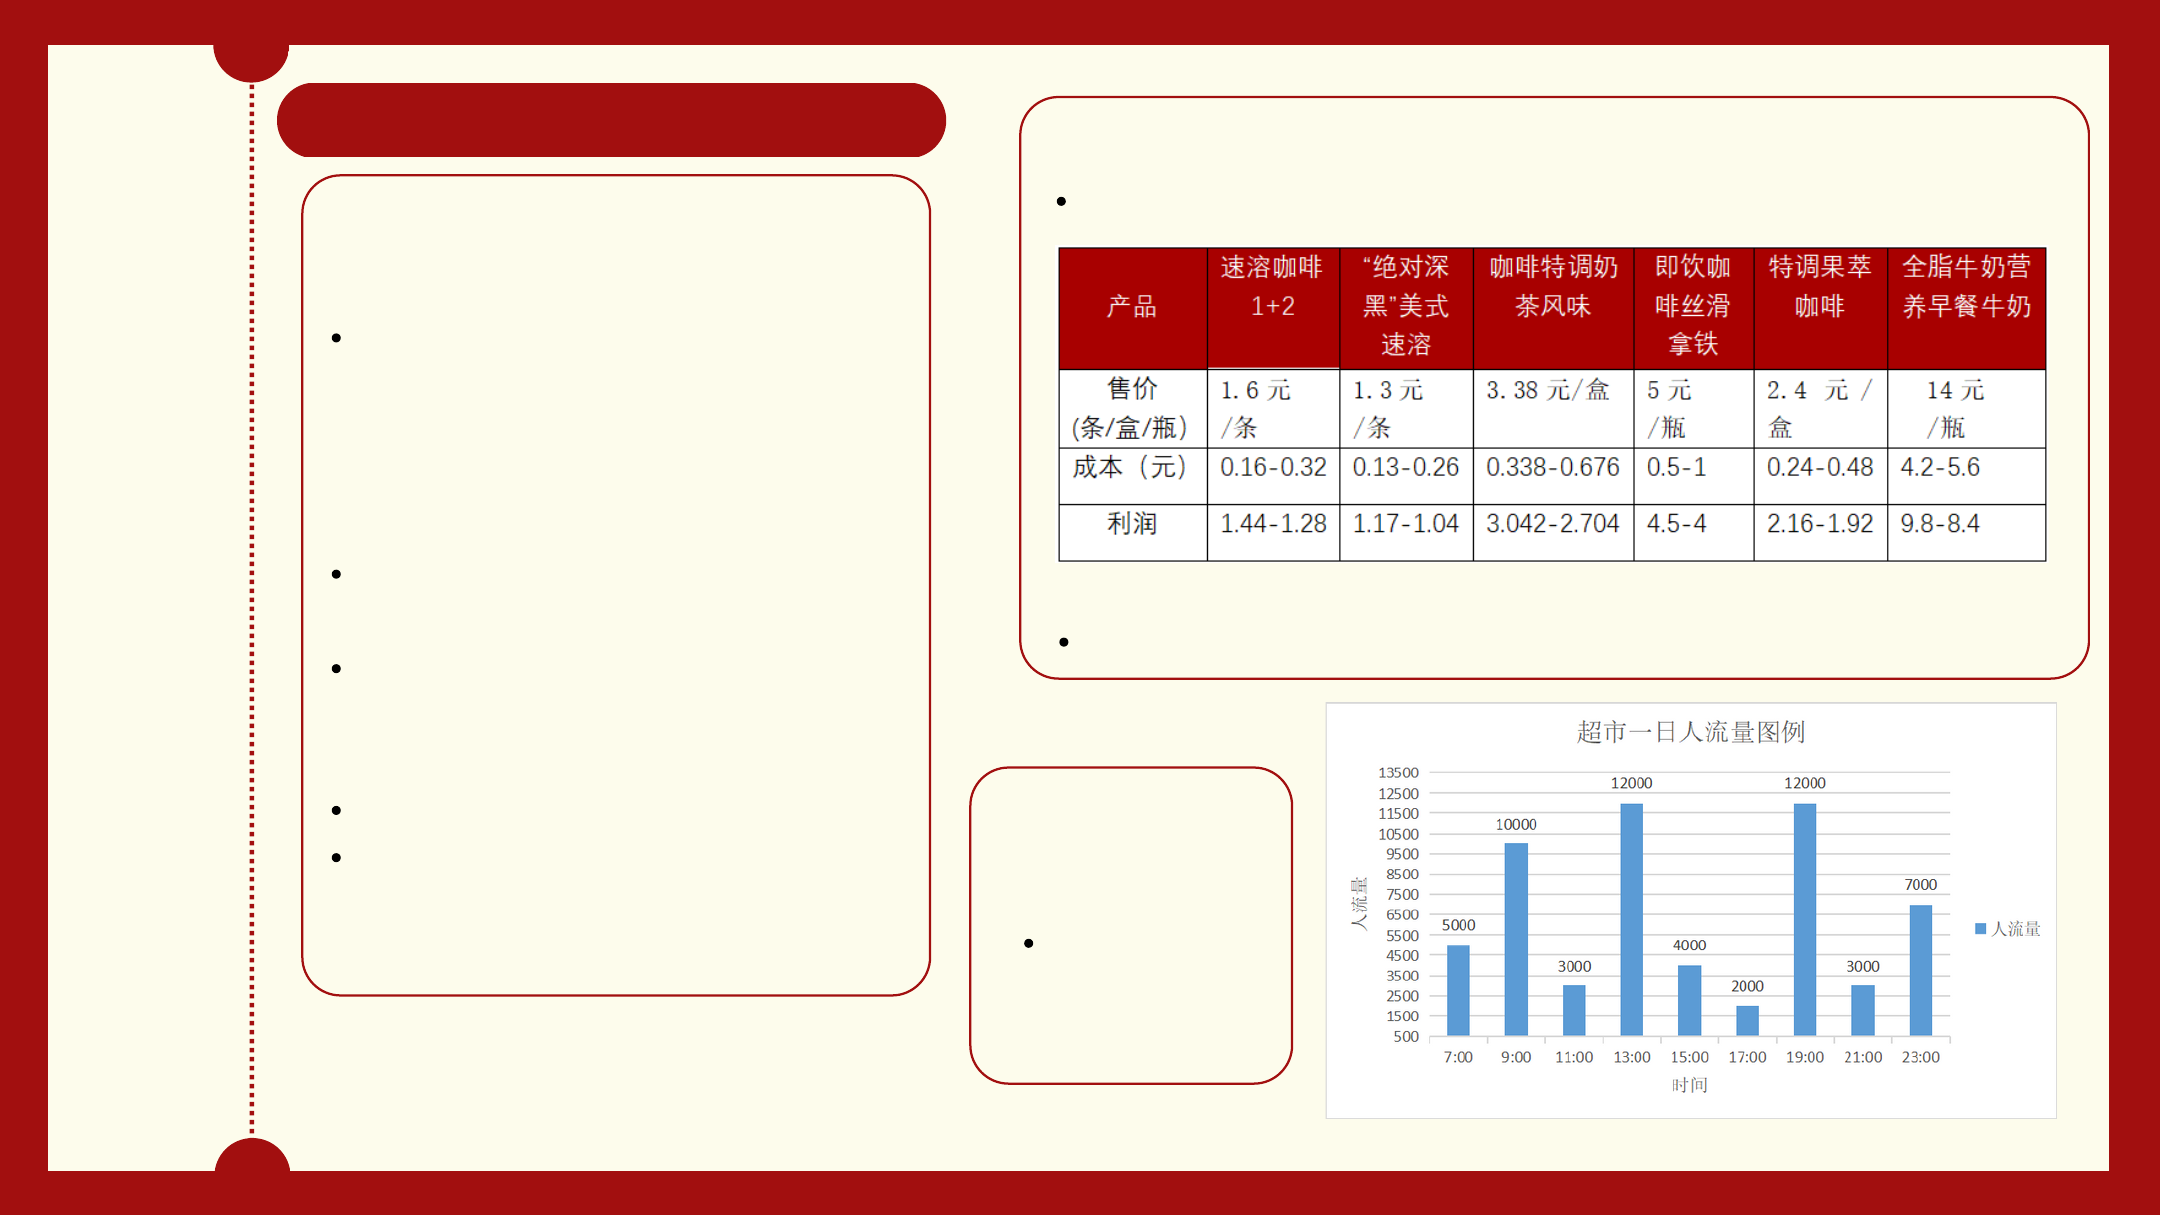 产品
速溶咖啡
1+2
“绝对深
黑”美式
速溶
咖啡特调奶
茶风味
即饮咖
啡丝滑
拿铁
特调果萃
咖啡
全脂牛奶营
养早餐牛奶
售价
(条/盒/瓶）
1.6 元
/条
1.3 元
/条
3.38 元/盒
5 元
/瓶
2.4 元 /
盒
14 元
/瓶
成本（元）
0.16-0.32
0.13-0.26
0.338-0.676
0.5-1
0.24-0.48
4.2-5.6
利润
1.44-1.28
1.17-1.04
3.042-2.704
4.5-4
2.16-1.92
9.8-8.4
超市一日人流量图例
人流量
13500
12500
11500
10500
9500
8500
7500
6500
5500
4500
3500
2500
1500
500
5000
10000
3000
12000
4000
2000
12000
3000
7000
7:00
9:00
11:00
13:00
15:00
17:00
19:00
21:00
23:00
时间
人流量